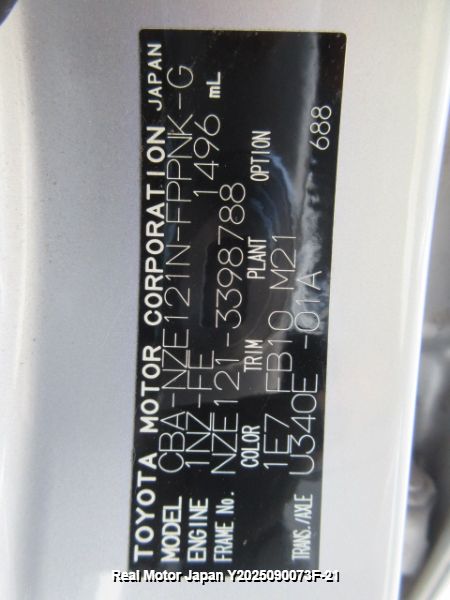 TOYOTA MOTOR CORPORATION JAPAN
MODEL CBA-NZE121N-FPPNK-G
ENGINE 1NZ-FE 1496 mL
FRAME No. NZE121-3398788
COLOR TRIM PLANT OPTION
1E7 FB10 M21
TRANS./AXLE U340E-01A 688
Real Motor Japan Y2025090073F-21